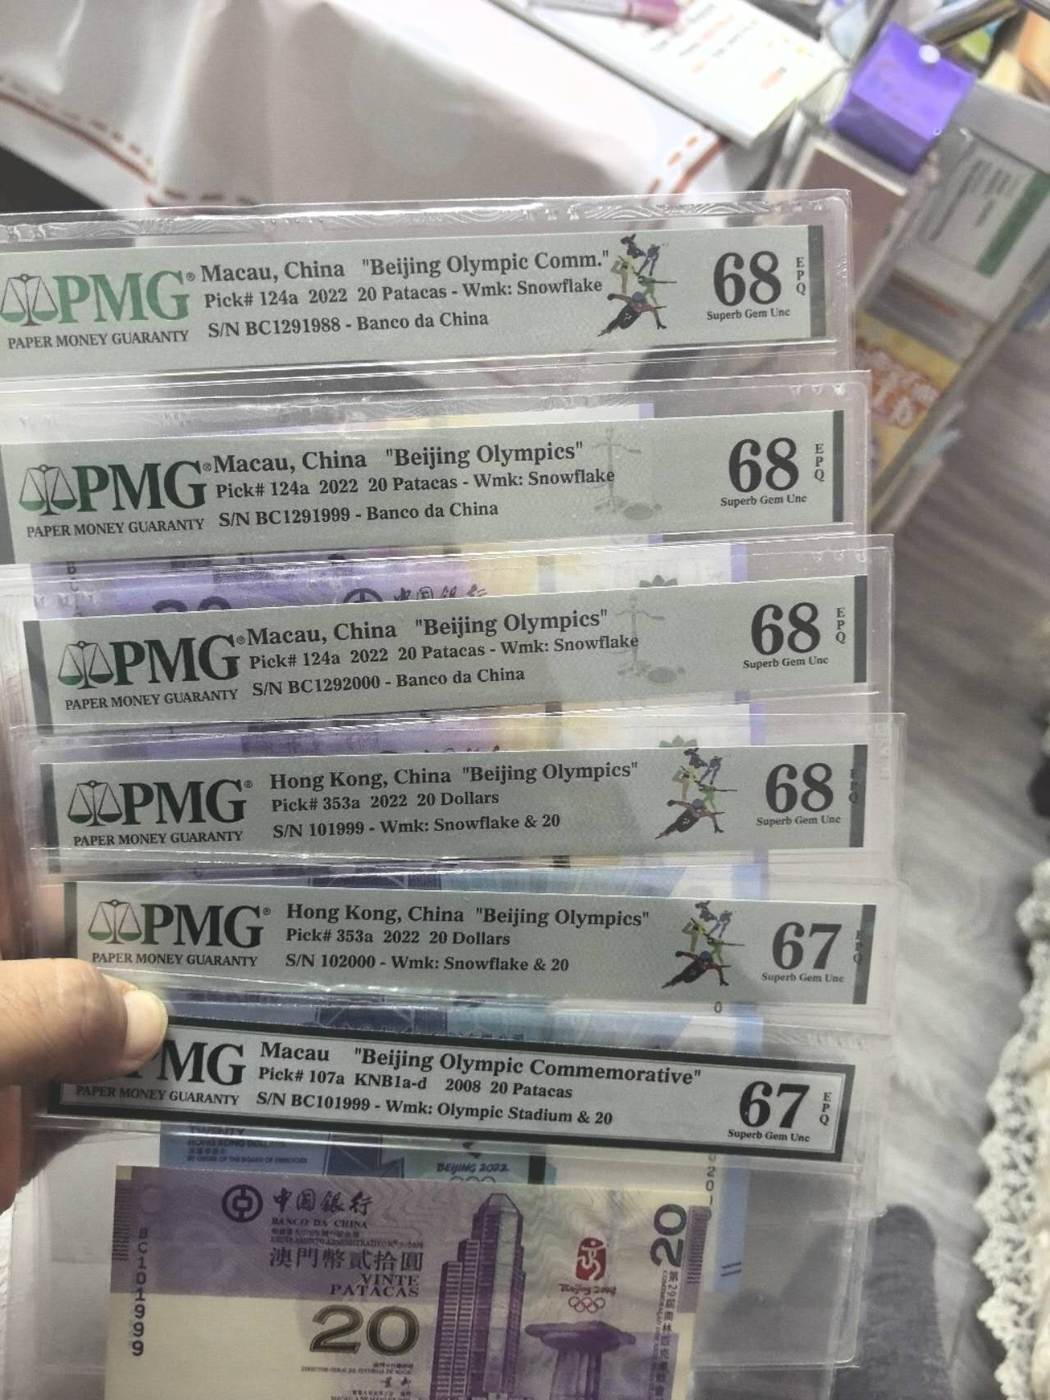 PMG®
PAPER MONEY GUARANTY
Macau, China "Beijing Olympic Comm."
Pick# 124a 2022 20 Patacas - Wmk: Snowflake
S/N BC1291988 - Banco da China
68
EPQ
Superb Gem Unc
PMG®
PAPER MONEY GUARANTY
Macau, China "Beijing Olympics"
Pick# 124a 2022 20 Patacas - Wmk: Snowflake
S/N BC1291999 - Banco da China
68
EPQ
Superb Gem Unc
PMG®
PAPER MONEY GUARANTY
Macau, China "Beijing Olympics"
Pick# 124a 2022 20 Patacas - Wmk: Snowflake
S/N BC1292000 - Banco da China
68
EPQ
Superb Gem Unc
PMG®
PAPER MONEY GUARANTY
Hong Kong, China "Beijing Olympics"
Pick# 353a 2022 20 Dollars
S/N 101999 - Wmk: Snowflake & 20
68
EPQ
Superb Gem Unc
PMG®
PAPER MONEY GUARANTY
Hong Kong, China "Beijing Olympics"
Pick# 353a 2022 20 Dollars
S/N 102000 - Wmk: Snowflake & 20
67
EPQ
Superb Gem Unc
MG
PAPER MONEY GUARANTY
Macau "Beijing Olympic Commemorative"
Pick# 107a KNB1a-d 2008 20 Patacas
S/N BC101999 - Wmk: Olympic Stadium & 20
67
EPQ
Superb Gem Unc
BEIJING 2022
中國銀行
BANCO DA CHINA
澳門幣貳拾圓
VINTE
PATACAS
20
BC101999
Beijing 2008
20